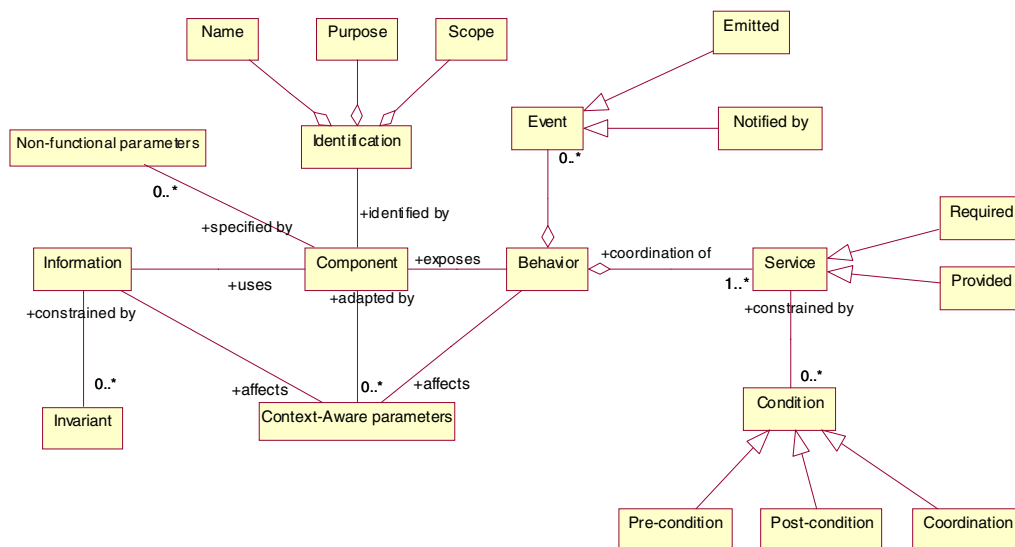 Name
Purpose
Scope
Emitted
Event
Notified by
Identification
Non-functional parameters
0..*
0..*
+identified by
+specified by
Required
Information
Component
+exposes
Behavior
+coordination of
Service
+uses
+adapted by
1..*
Provided
+constrained by
+constrained by
0..*
+affects
0..*
+affects
0..*
Invariant
Context-Aware parameters
Condition
Pre-condition
Post-condition
Coordination